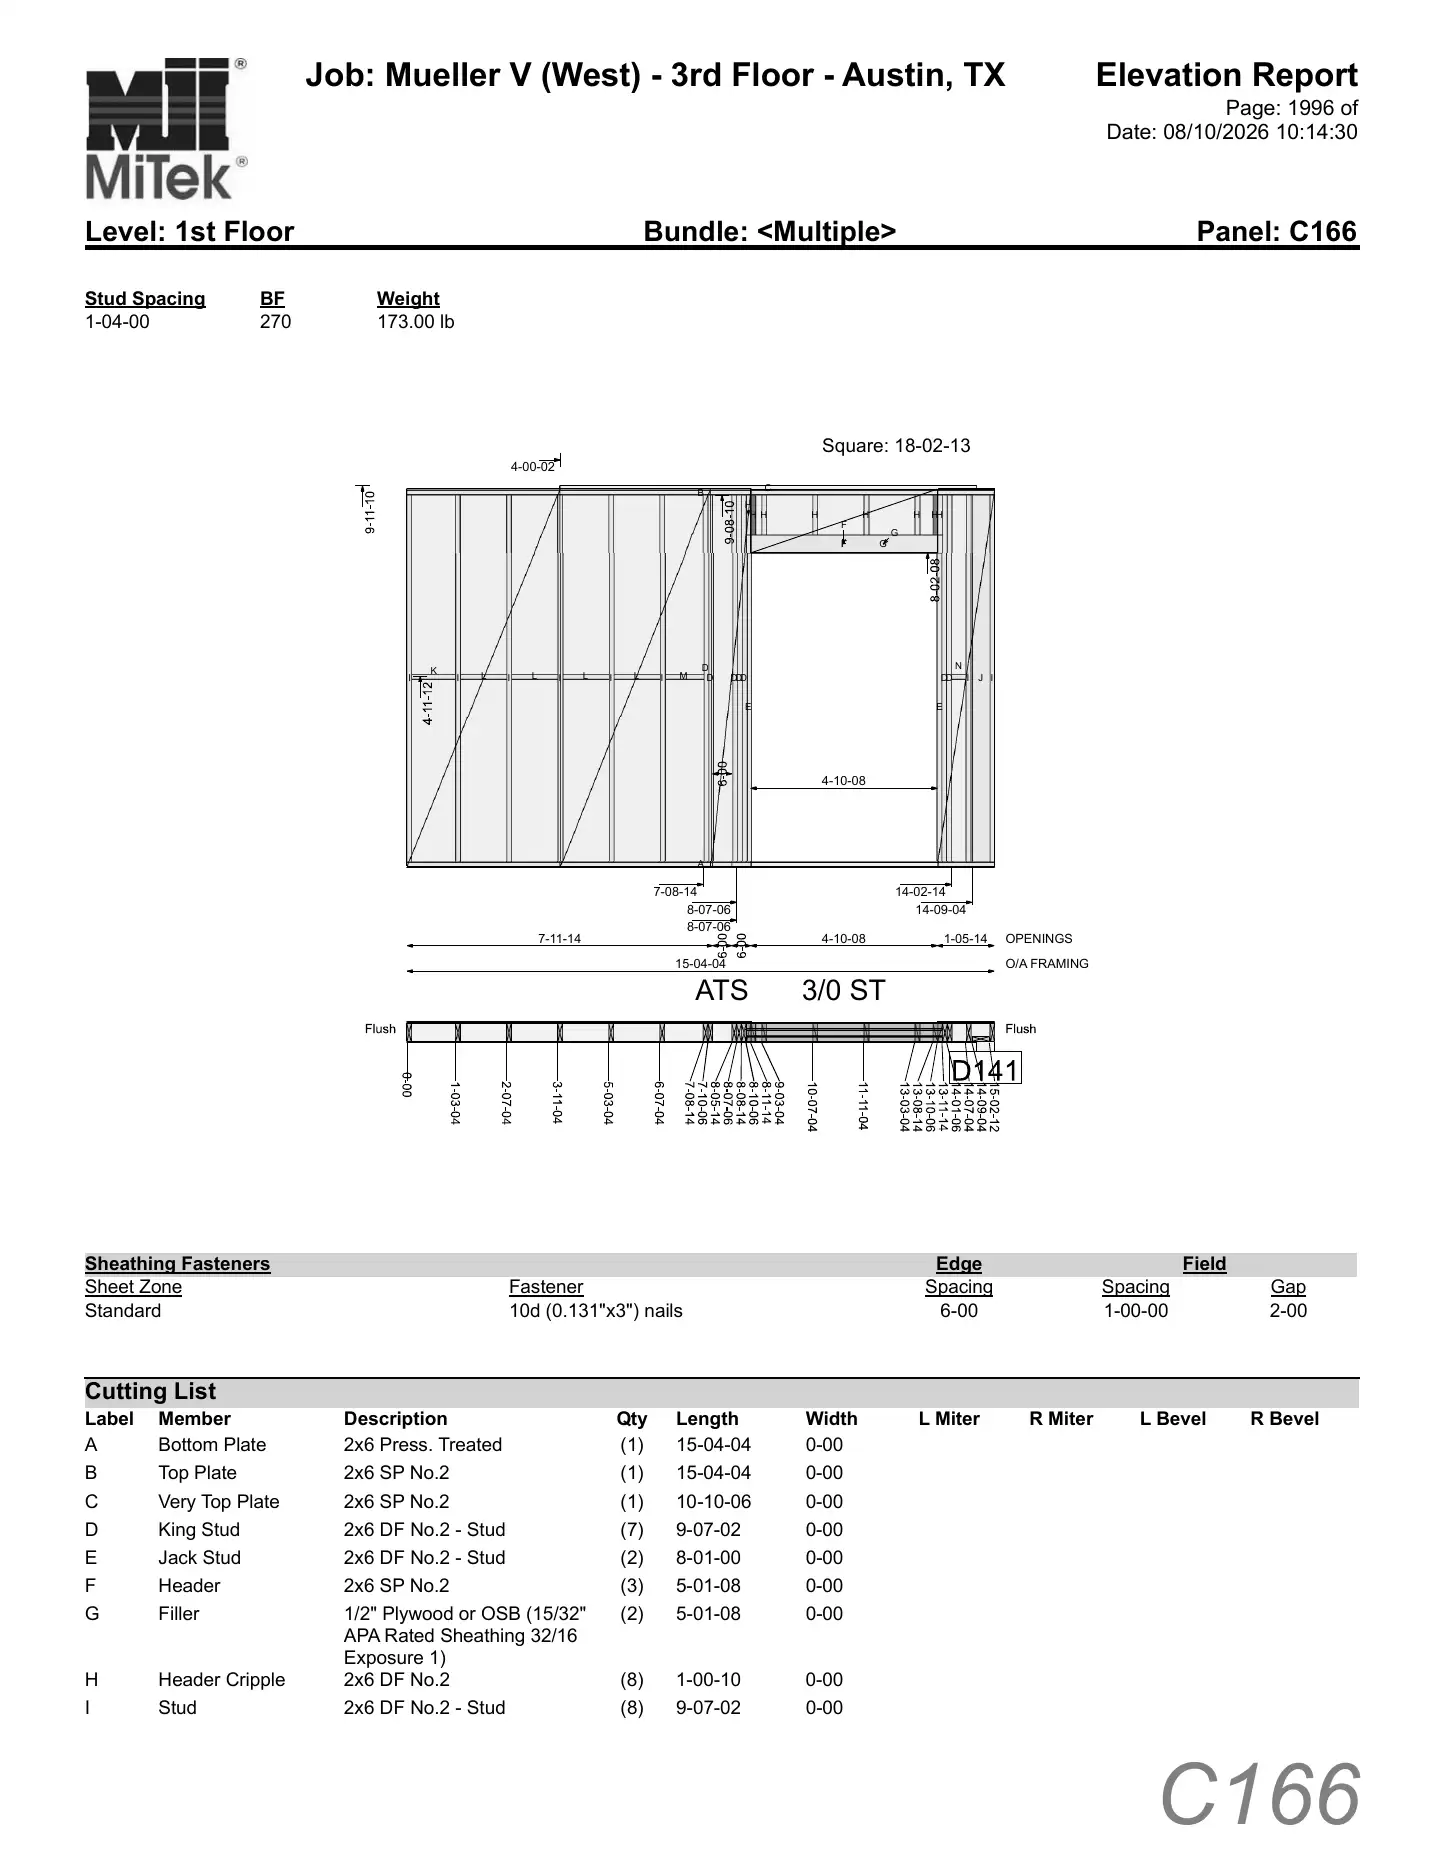 Job: Mueller V (West) - 3rd Floor - Austin, TX
Elevation Report
Page: 1996 of
Date: 08/10/2026 10:14:30
MiTek®
Level: 1st Floor Bundle: <Multiple> Panel: C166
Stud Spacing BF Weight
1-04-00 270 173.00 lb
Square: 18-02-13
4-00-02
9-11-10
B
C
9-08-10
H H H H H H H
F
G
F G
8-02-08
K L L L L M D D D D D
I I I I I I
N
D D I J I
4-11-12
E E
6-00
4-10-08
A
7-08-14 14-02-14
8-07-06 14-09-04
8-07-06
7-11-14 6-00 6-00 4-10-08 1-05-14 OPENINGS
15-04-04 O/A FRAMING
ATS 3/0 ST
Flush Flush
D141
0-00 1-03-04 2-07-04 3-11-04 5-03-04 6-07-04 7-08-14 7-10-06 8-05-14 8-07-06 8-08-14 8-10-06 8-11-14 9-03-04 10-07-04 11-11-04 13-03-04 13-08-14 13-10-06 13-11-14 14-01-06 14-07-04 14-09-04 15-02-12
Sheathing Fasteners Edge Field
Sheet Zone Fastener Spacing Spacing Gap
Standard 10d (0.131"x3") nails 6-00 1-00-00 2-00
Cutting List
Label Member Description Qty Length Width L Miter R Miter L Bevel R Bevel
A Bottom Plate 2x6 Press. Treated (1) 15-04-04 0-00
B Top Plate 2x6 SP No.2 (1) 15-04-04 0-00
C Very Top Plate 2x6 SP No.2 (1) 10-10-06 0-00
D King Stud 2x6 DF No.2 - Stud (7) 9-07-02 0-00
E Jack Stud 2x6 DF No.2 - Stud (2) 8-01-00 0-00
F Header 2x6 SP No.2 (3) 5-01-08 0-00
G Filler 1/2" Plywood or OSB (15/32" (2) 5-01-08 0-00
APA Rated Sheathing 32/16
Exposure 1)
H Header Cripple 2x6 DF No.2 (8) 1-00-10 0-00
I Stud 2x6 DF No.2 - Stud (8) 9-07-02 0-00
C166